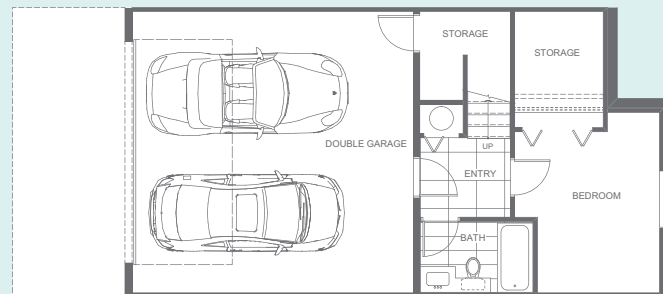 STORAGE
STORAGE
DOUBLE GARAGE
UP
ENTRY
BEDROOM
BATH